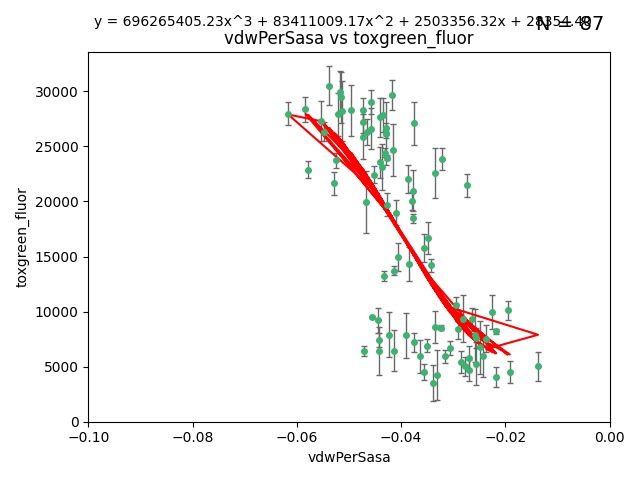 y = 696265405.23x^3 + 83411009.17x^2 + 2503356.32x + 28354.49
N = 87
vdwPerSasa vs toxgreen_fluor
30000
25000
20000
15000
10000
5000
0
toxgreen_fluor
−0.10 −0.08 −0.06 −0.04 −0.02 0.00
vdwPerSasa